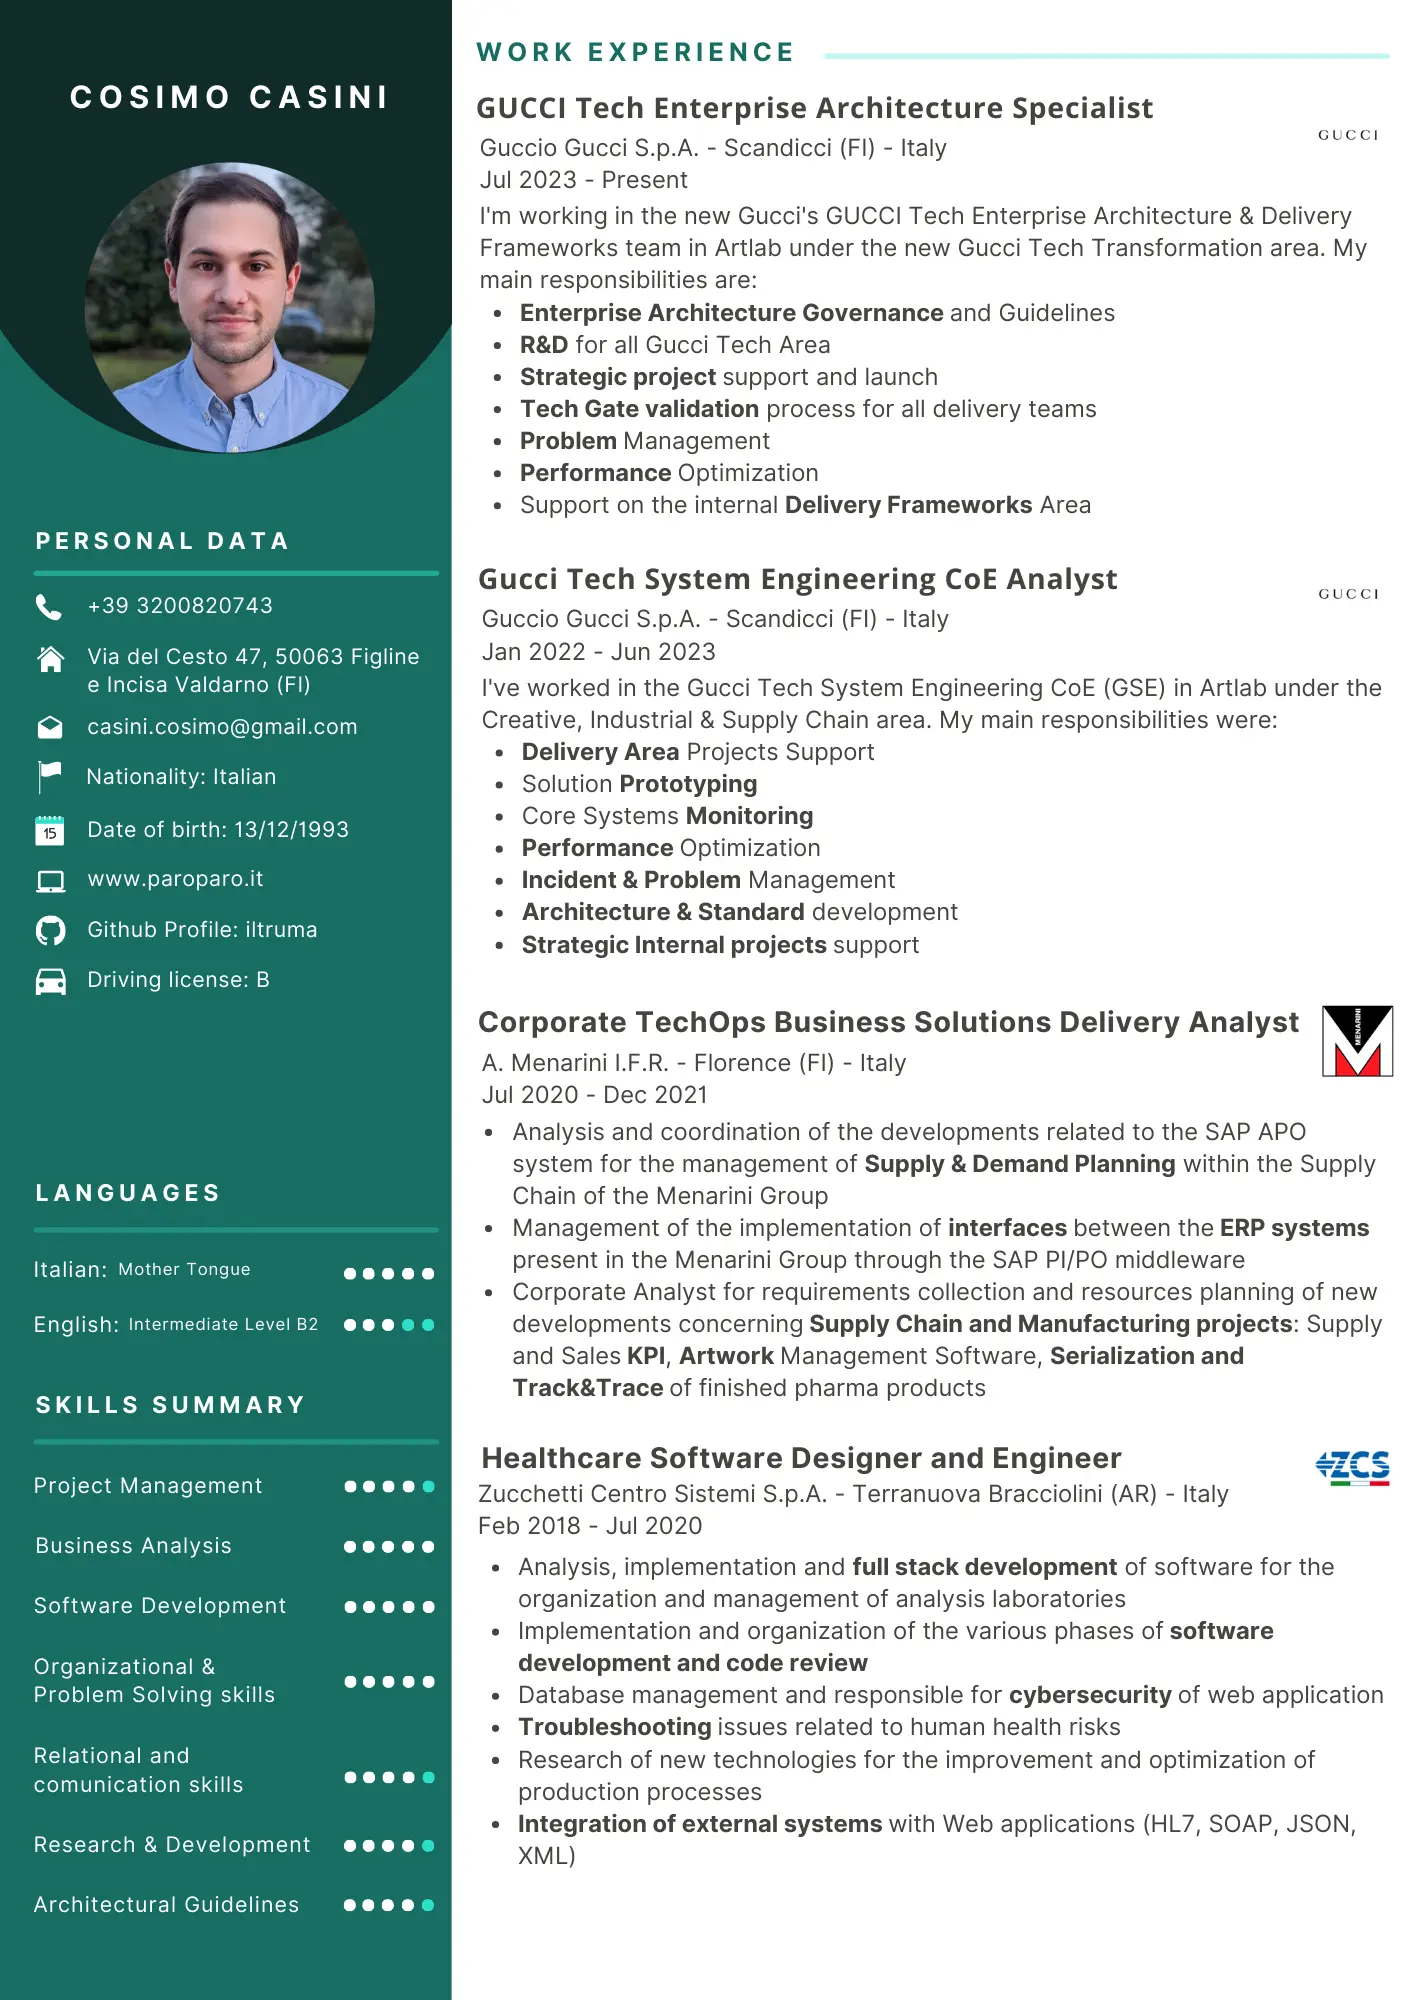 COSIMO CASINI
PERSONAL DATA
+39 3200820743
Via del Cesto 47, 50063 Figline
e Incisa Valdarno (FI)
casini.cosimo@gmail.com
Nationality: Italian
15
Date of birth: 13/12/1993
www.paroparo.it
Github Profile: iltruma
Driving license: B
LANGUAGES
Italian: Mother Tongue
English: Intermediate Level B2
SKILLS SUMMARY
Project Management
Business Analysis
Software Development
Organizational &
Problem Solving skills
Relational and
comunication skills
Research & Development
Architectural Guidelines
WORK EXPERIENCE
GUCCI Tech Enterprise Architecture Specialist
GUCCI
Guccio Gucci S.p.A. - Scandicci (FI) - Italy
Jul 2023 - Present
I'm working in the new Gucci's GUCCI Tech Enterprise Architecture & Delivery
Frameworks team in Artlab under the new Gucci Tech Transformation area. My
main responsibilities are:
• Enterprise Architecture Governance and Guidelines
• R&D for all Gucci Tech Area
• Strategic project support and launch
• Tech Gate validation process for all delivery teams
• Problem Management
• Performance Optimization
• Support on the internal Delivery Frameworks Area
Gucci Tech System Engineering CoE Analyst
GUCCI
Guccio Gucci S.p.A. - Scandicci (FI) - Italy
Jan 2022 - Jun 2023
I've worked in the Gucci Tech System Engineering CoE (GSE) in Artlab under the
Creative, Industrial & Supply Chain area. My main responsibilities were:
• Delivery Area Projects Support
• Solution Prototyping
• Core Systems Monitoring
• Performance Optimization
• Incident & Problem Management
• Architecture & Standard development
• Strategic Internal projects support
Corporate TechOps Business Solutions Delivery Analyst
MENARINI
A. Menarini I.F.R. - Florence (FI) - Italy
Jul 2020 - Dec 2021
• Analysis and coordination of the developments related to the SAP APO
system for the management of Supply & Demand Planning within the Supply
Chain of the Menarini Group
• Management of the implementation of interfaces between the ERP systems
present in the Menarini Group through the SAP PI/PO middleware
• Corporate Analyst for requirements collection and resources planning of new
developments concerning Supply Chain and Manufacturing projects: Supply
and Sales KPI, Artwork Management Software, Serialization and
Track&Trace of finished pharma products
Healthcare Software Designer and Engineer
ZCS
Zucchetti Centro Sistemi S.p.A. - Terranuova Bracciolini (AR) - Italy
Feb 2018 - Jul 2020
• Analysis, implementation and full stack development of software for the
organization and management of analysis laboratories
• Implementation and organization of the various phases of software
development and code review
• Database management and responsible for cybersecurity of web application
• Troubleshooting issues related to human health risks
• Research of new technologies for the improvement and optimization of
production processes
• Integration of external systems with Web applications (HL7, SOAP, JSON,
XML)